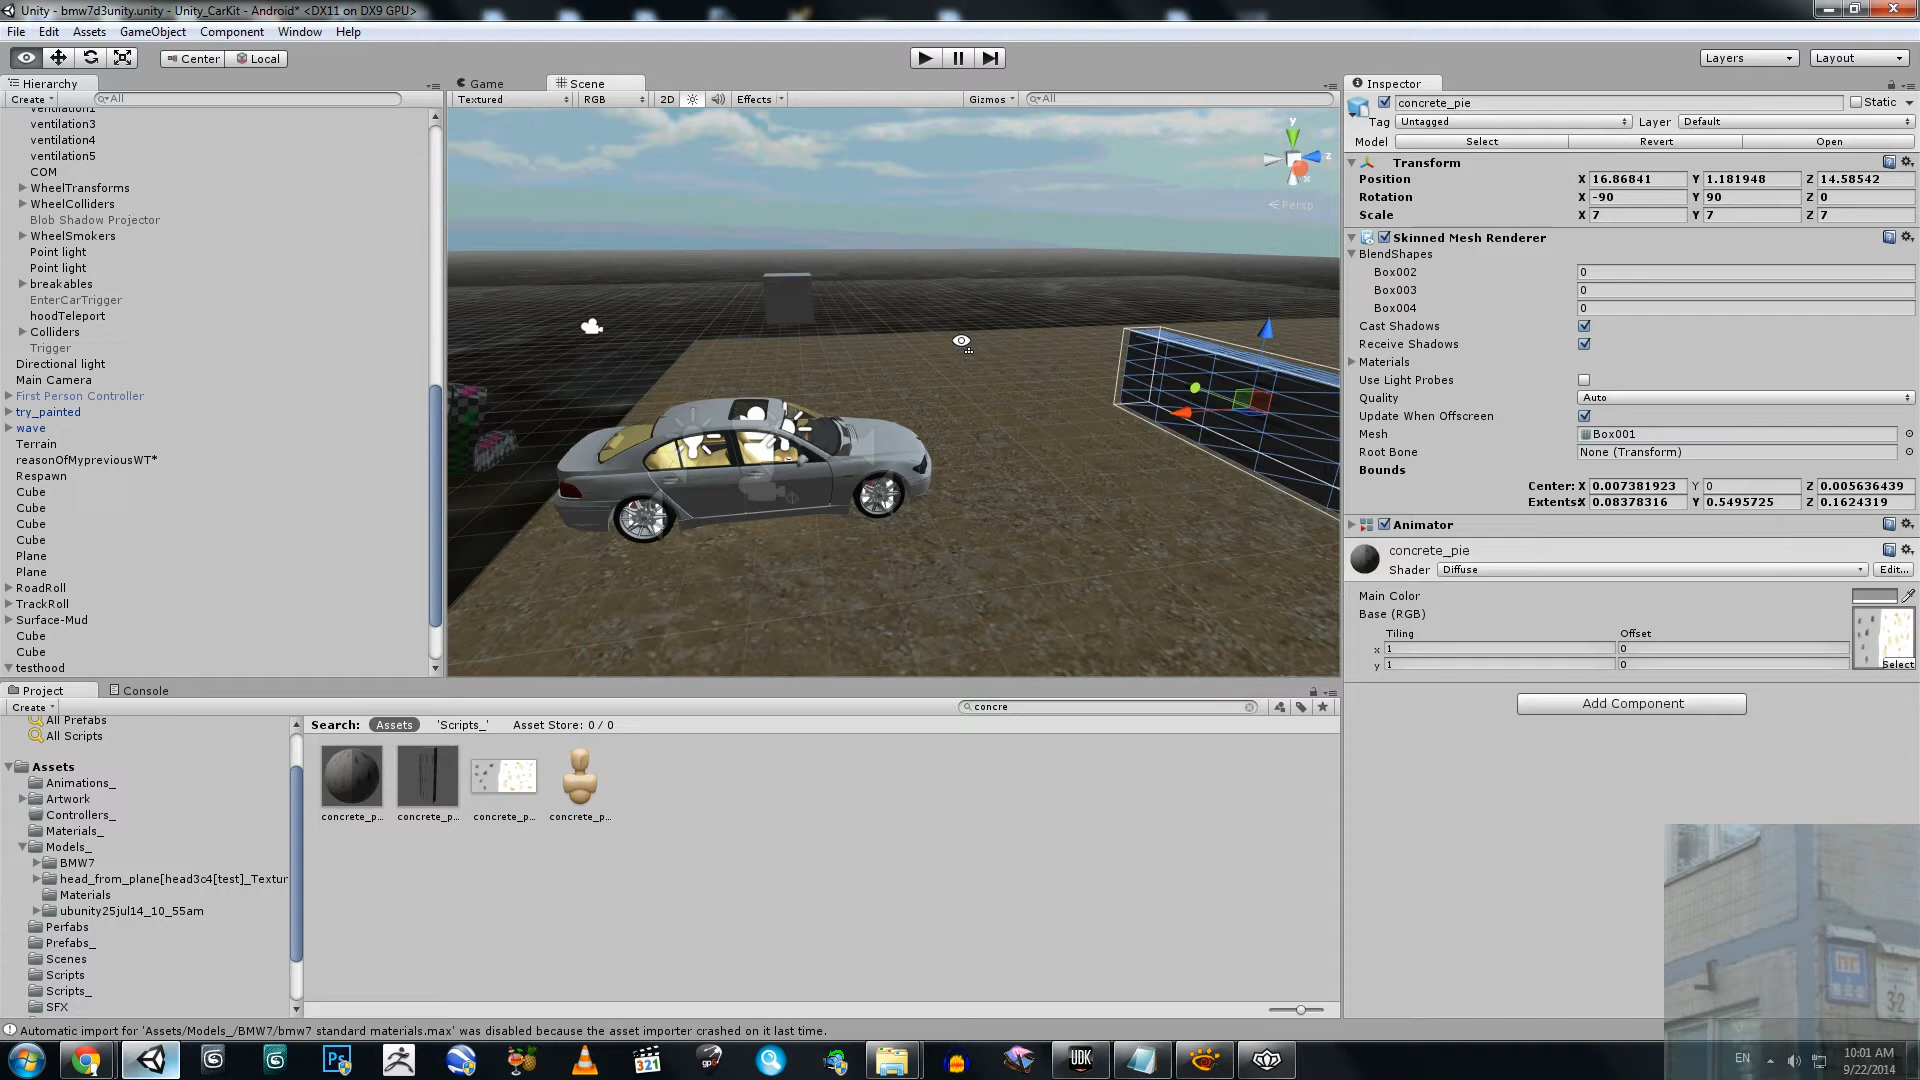 Unity - bmw7d3unity.unity - Unity_CarKit - Android* <DX11 on DX9 GPU>
File Edit Assets GameObject Component Window Help
Center Local Layers Layout
Hierarchy
Create All
ventilation1
ventilation3
ventilation4
ventilation5
COM
WheelTransforms
WheelColliders
Blob Shadow Projector
WheelSmokers
Point light
Point light
breakables
EnterCarTrigger
hoodTeleport
Colliders
Trigger
Directional light
Main Camera
First Person Controller
try_painted
wave
Terrain
reasonOfMypreviousWT*
Respawn
Cube
Cube
Cube
Cube
Plane
Plane
RoadRoll
TrackRoll
Surface-Mud
Cube
Cube
testhood
Game Scene
Textured RGB 2D Effects Gizmos All
y
z
x
Persp
Inspector
concrete_pie Static
Tag Untagged Layer Default
Model Select Revert Open
Transform
Position X 16.86841 Y 1.181948 Z 14.58542
Rotation X -90 Y 90 Z 0
Scale X 7 Y 7 Z 7
Skinned Mesh Renderer
BlendShapes
Box002 0
Box003 0
Box004 0
Cast Shadows
Receive Shadows
Materials
Use Light Probes
Quality Auto
Update When Offscreen
Mesh Box001
Root Bone None (Transform)
Bounds
Center: X 0.007381923 Y 0 Z 0.005636439
Extents: X 0.08378316 Y 0.5495725 Z 0.1624319
Animator
concrete_pie
Shader Diffuse Edit...
Main Color
Base (RGB)
Tiling Offset
x 1 0
y 1 0
Select
Add Component
Project Console
Create concre
All Prefabs
All Scripts
Assets
Animations_
Artwork
Controllers_
Materials_
Models_
BMW7
head_from_plane[head3c4[test]_Textur
Materials
ubunity25jul14_10_55am
Perfabs
Prefabs_
Scenes
Scripts
Scripts_
SFX
Search: Assets 'Scripts_' Asset Store: 0 / 0
concrete_p... concrete_p... concrete_p... concrete_p...
Automatic import for 'Assets/Models_/BMW7/bmw7 standard materials.max' was disabled because the asset importer crashed on it last time.
Ps 321 gp5 UDK
EN 10:01 AM
9/22/2014
ПГ
3-2